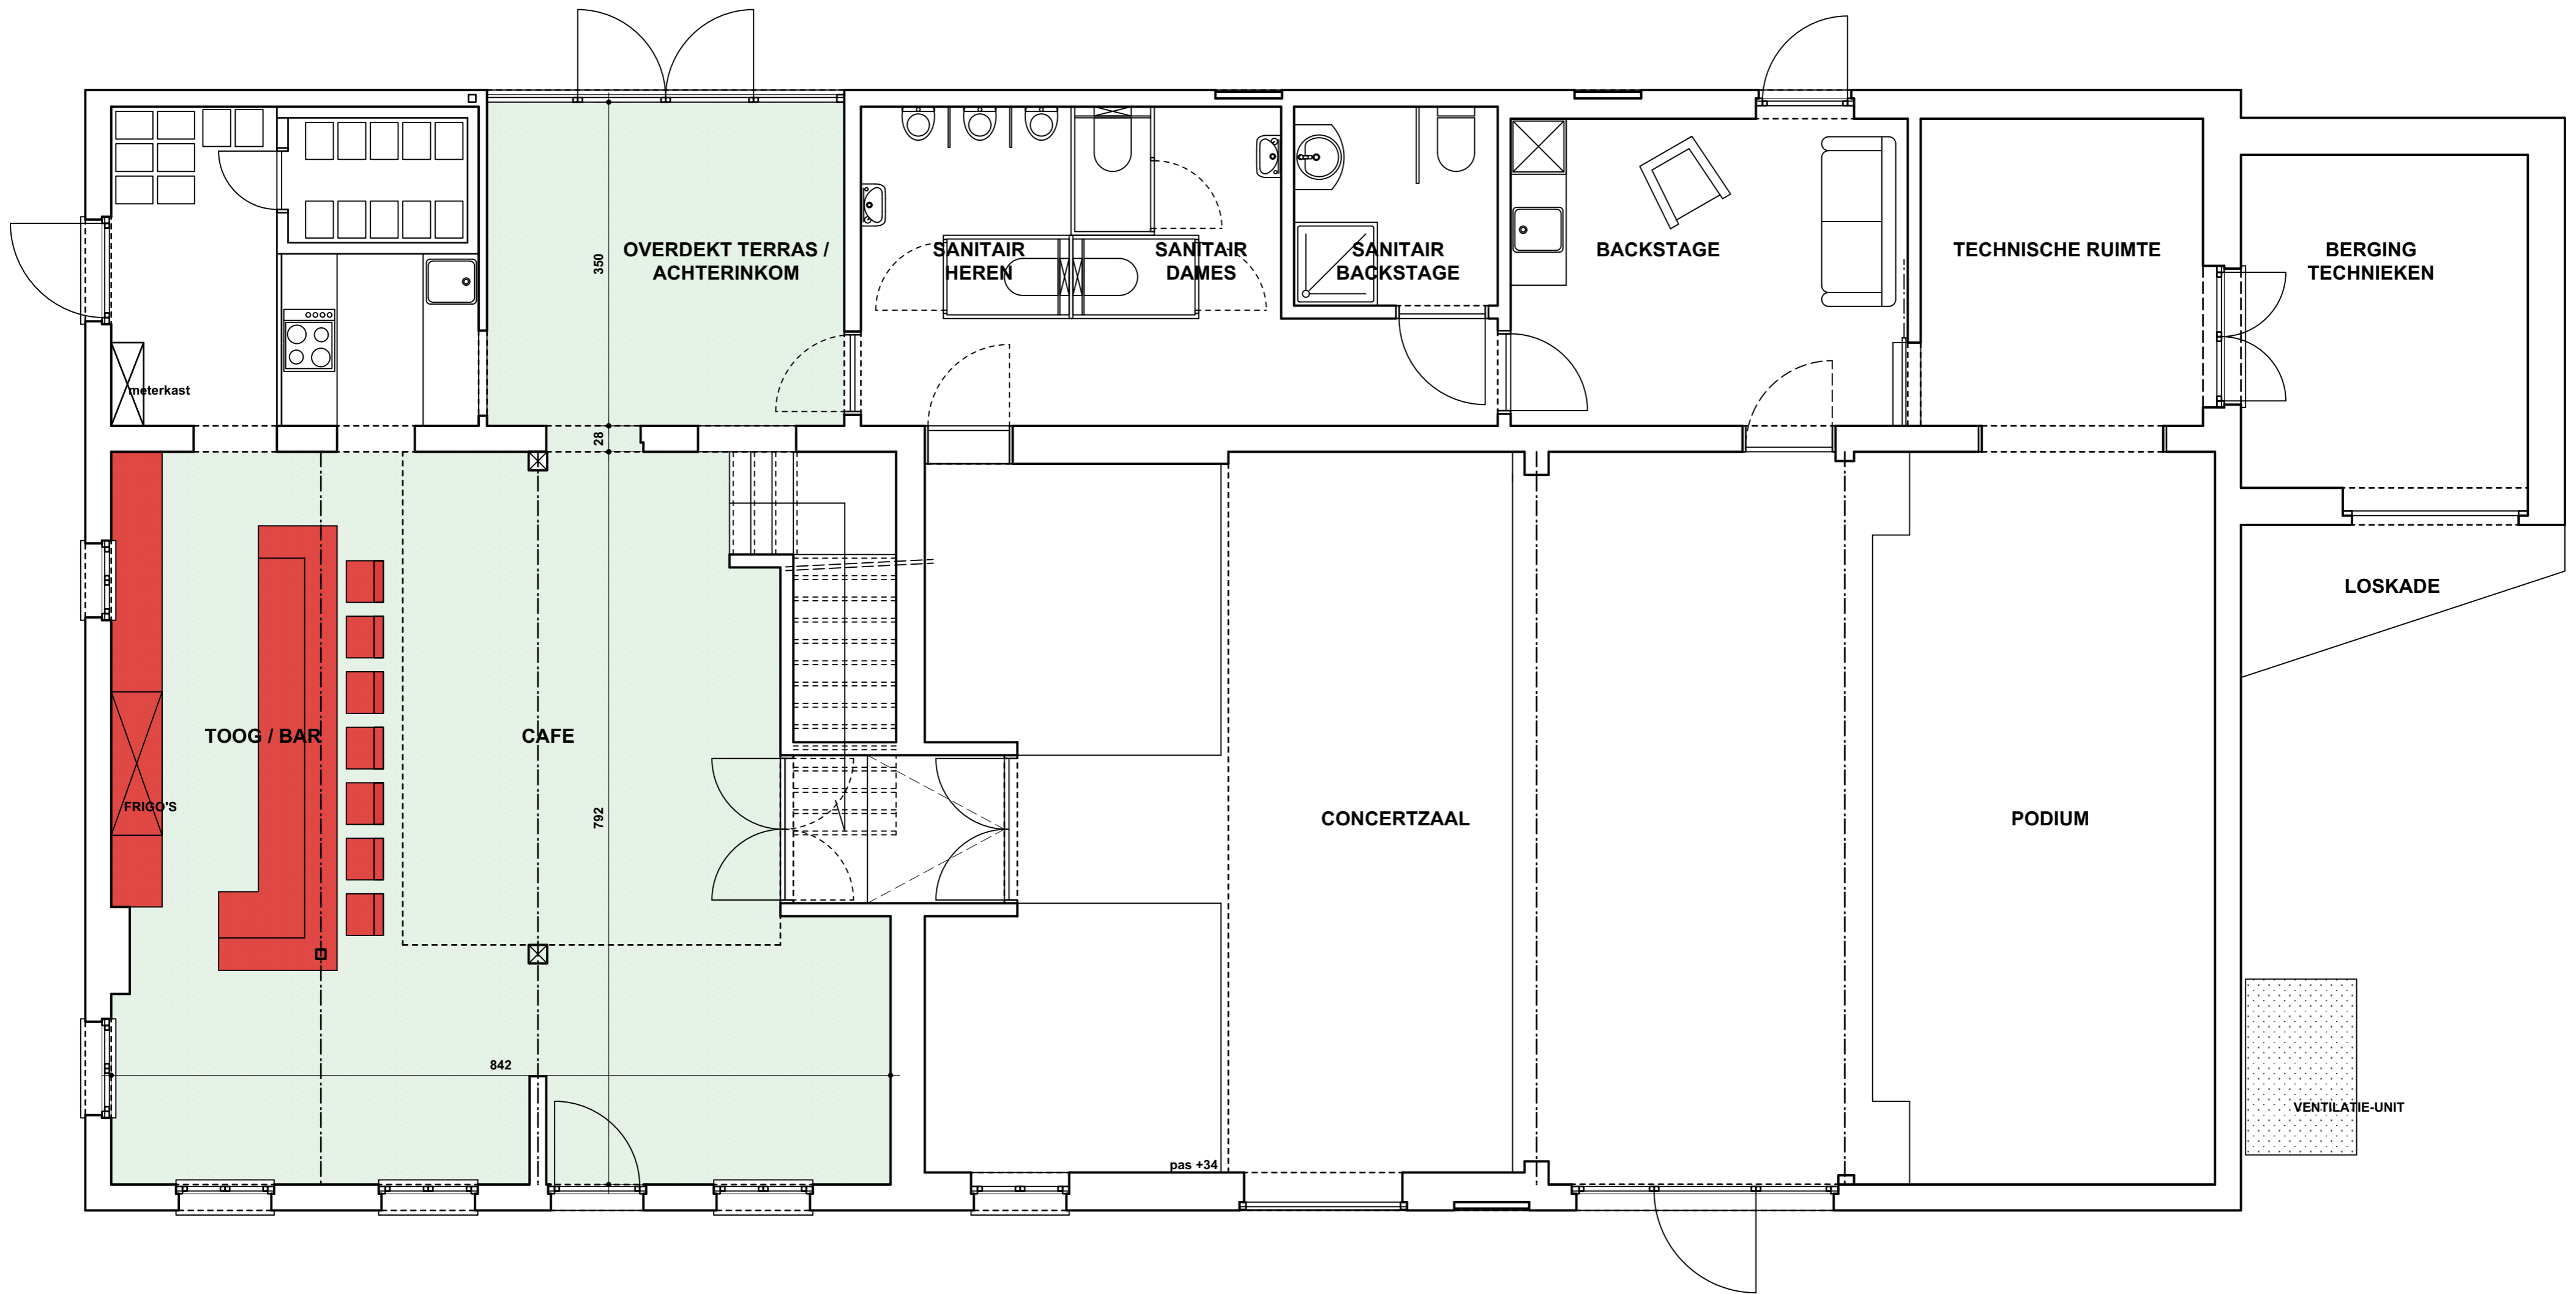 OVERDEKT TERRAS /
ACHTERINKOM
350
SANITAIR
HEREN
SANITAIR
DAMES
SANITAIR
BACKSTAGE
BACKSTAGE
TECHNISCHE RUIMTE
BERGING
TECHNIEKEN
meterkast
28
LOSKADE
TOOG / BAR
CAFE
FRIGO'S
792
CONCERTZAAL
PODIUM
842
VENTILATIE-UNIT
pas +34